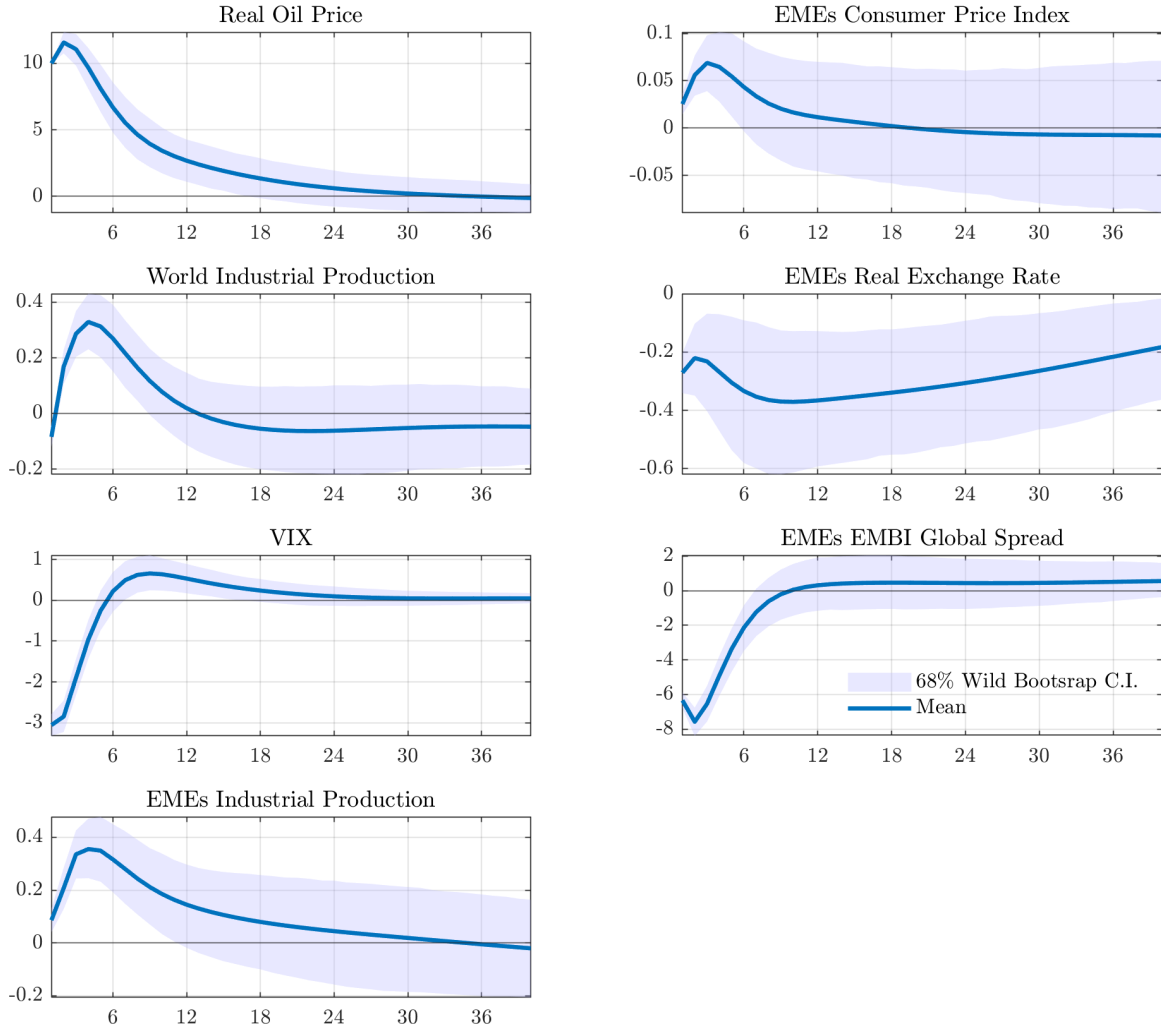 Real Oil Price
10
5
0
6 12 18 24 30 36
EMEs Consumer Price Index
0.1
0.05
0
-0.05
6 12 18 24 30 36
World Industrial Production
0.4
0.2
0
-0.2
6 12 18 24 30 36
EMEs Real Exchange Rate
0
-0.2
-0.4
-0.6
6 12 18 24 30 36
VIX
1
0
-1
-2
-3
6 12 18 24 30 36
EMEs EMBI Global Spread
2
0
-2
-4
-6
-8
68% Wild Bootsrap C.I.
Mean
6 12 18 24 30 36
EMEs Industrial Production
0.4
0.2
0
-0.2
6 12 18 24 30 36